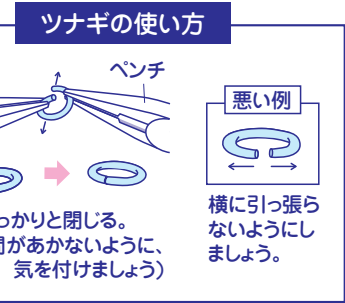 ツナギの使い方
ペンチ
っかりと閉じる。
間があかないように、
気を付けましょう）
悪い例
横に引っ張ら
ないようにし
ましょう。